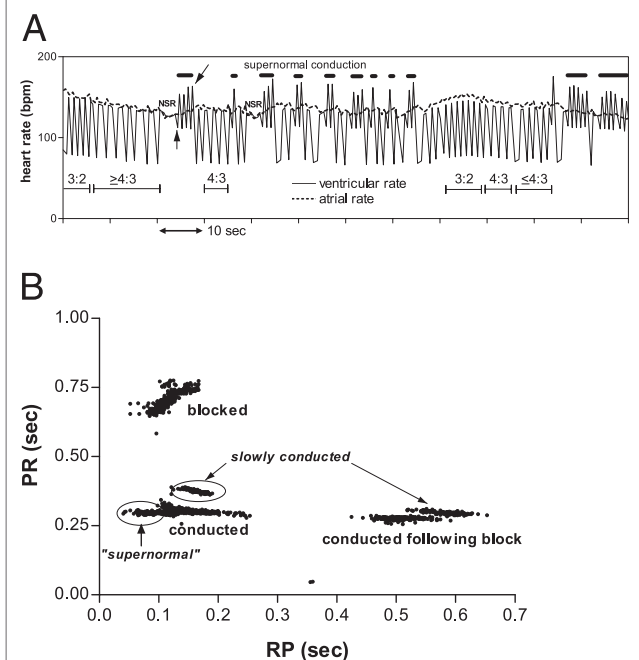 A
supernormal conduction
200
NSR
NSR
100
0
heart rate (bpm)
3:2
≥4:3
4:3
ventricular rate
atrial rate
3:2
4:3
≤4:3
10 sec
B
1.00
0.75
0.50
0.25
0.00
PR (sec)
blocked
slowly conducted
conducted
conducted following block
"supernormal"
0.0
0.1
0.2
0.3
0.4
0.5
0.6
0.7
RP (sec)